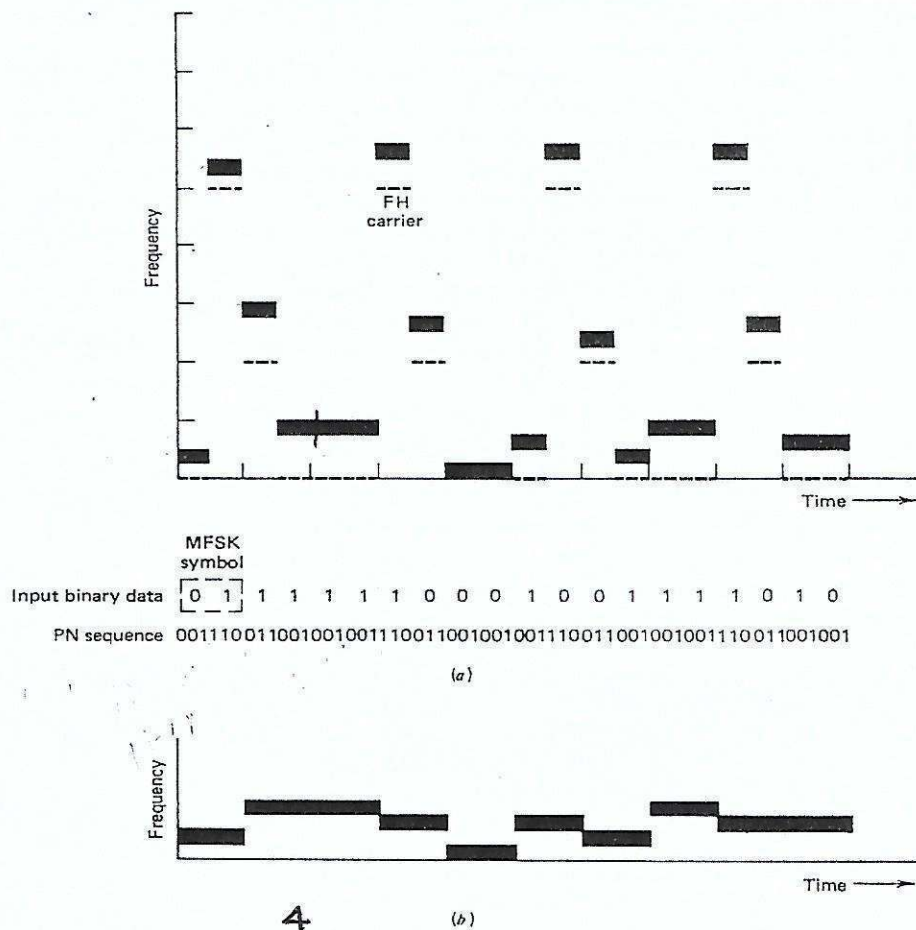 Frequency
FH
carrier
Time
MFSK
symbol
Input binary data 0 1 1 1 1 1 1 0 0 0 1 0 0 1 1 1 1 0 1 0
PN sequence 001110011001001001110011001001001110011001001001110011001001
(a)
Frequency
Time
4 (b)